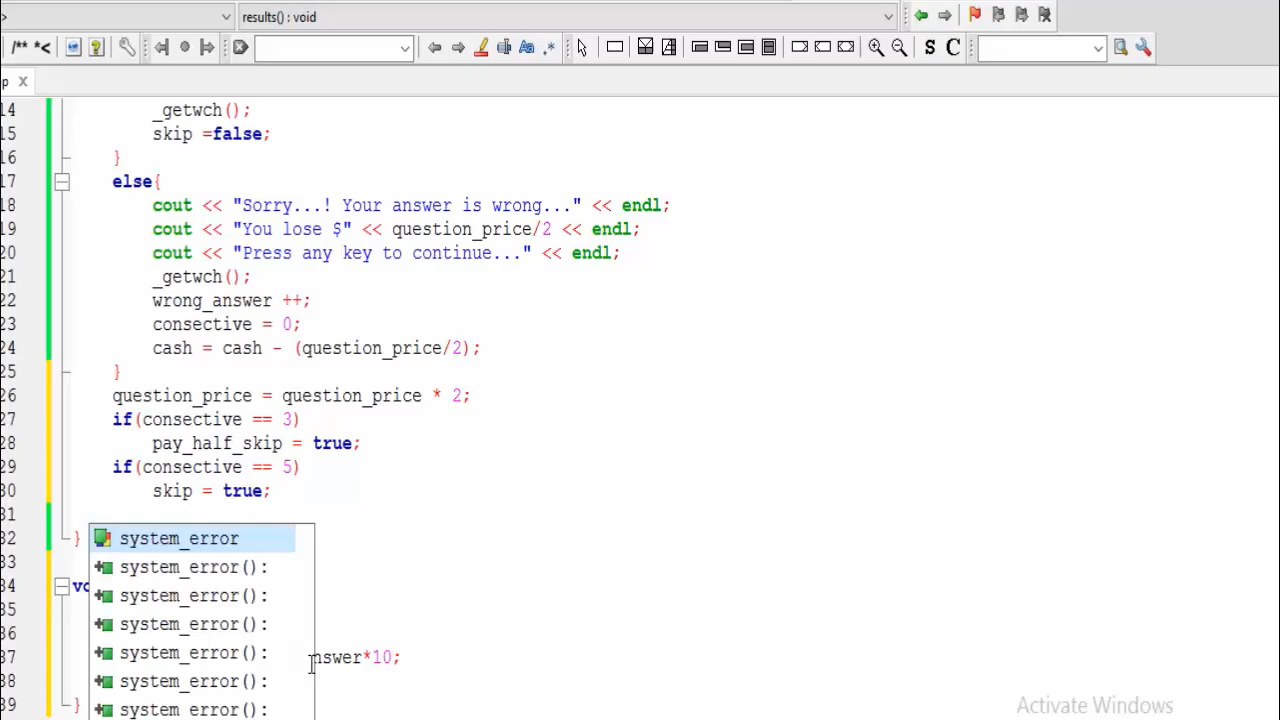 results() : void
/** *<
.*
S C
p X
14 _getwch();
15 skip =false;
16 }
17 else{
18 cout << "Sorry...! Your answer is wrong..." << endl;
19 cout << "You lose $" << question_price/2 << endl;
20 cout << "Press any key to continue..." << endl;
21 _getwch();
22 wrong_answer ++;
23 consective = 0;
24 cash = cash - (question_price/2);
25 }
26 question_price = question_price * 2;
27 if(consective == 3)
28 pay_half_skip = true;
29 if(consective == 5)
30 skip = true;
31
32 } system_error
33 system_error():
34 vo system_error():
35 system_error():
36 system_error():
37 nswer*10;
38 system_error():
39 } system_error():
Activate Windows